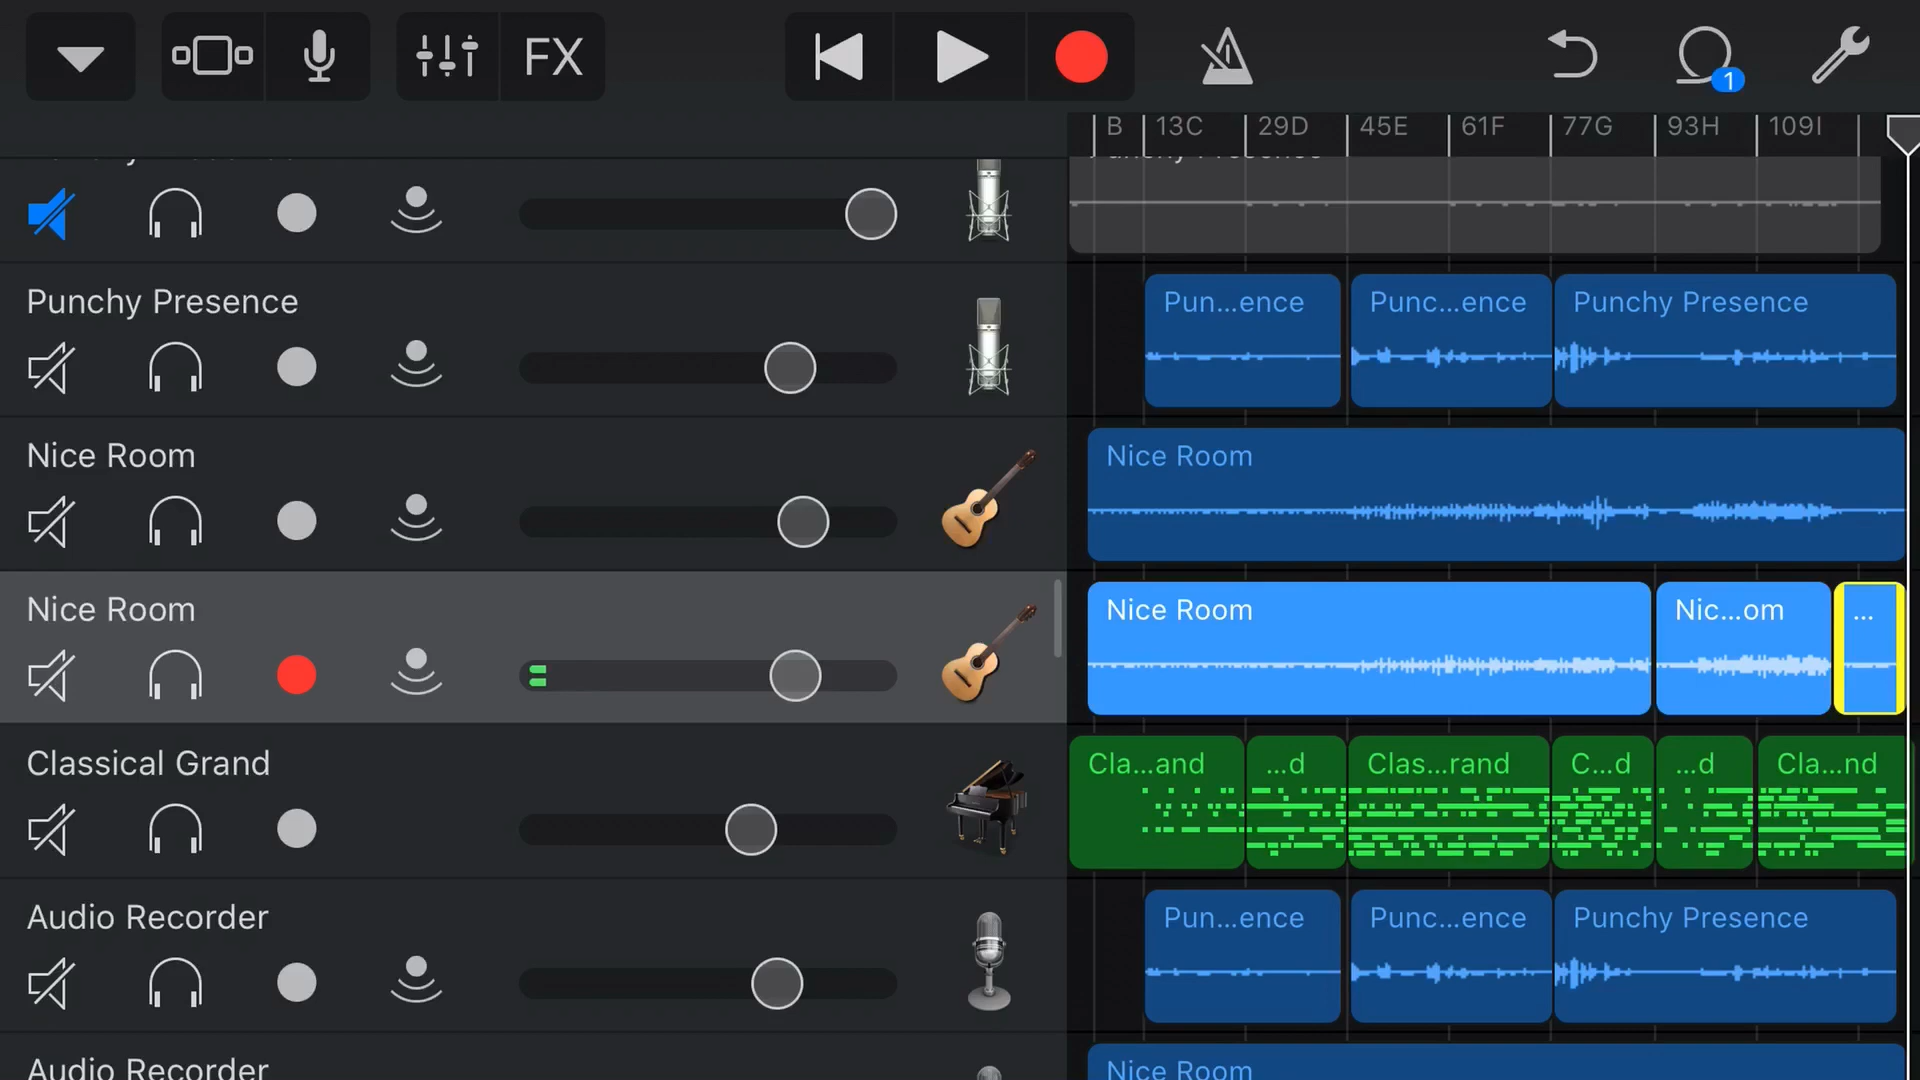 FX
1
B 13C 29D 45E 61F 77G 93H 109I
Punchy Presence
Punchy Presence
Pun...ence Punc...ence Punchy Presence
Nice Room
Nice Room
Nice Room
Nice Room Nic...om ...
Classical Grand
Cla...and ...d Clas...rand C...d ...d Cla...nd
Audio Recorder
Pun...ence Punc...ence Punchy Presence
Audio Recorder
Nice Room